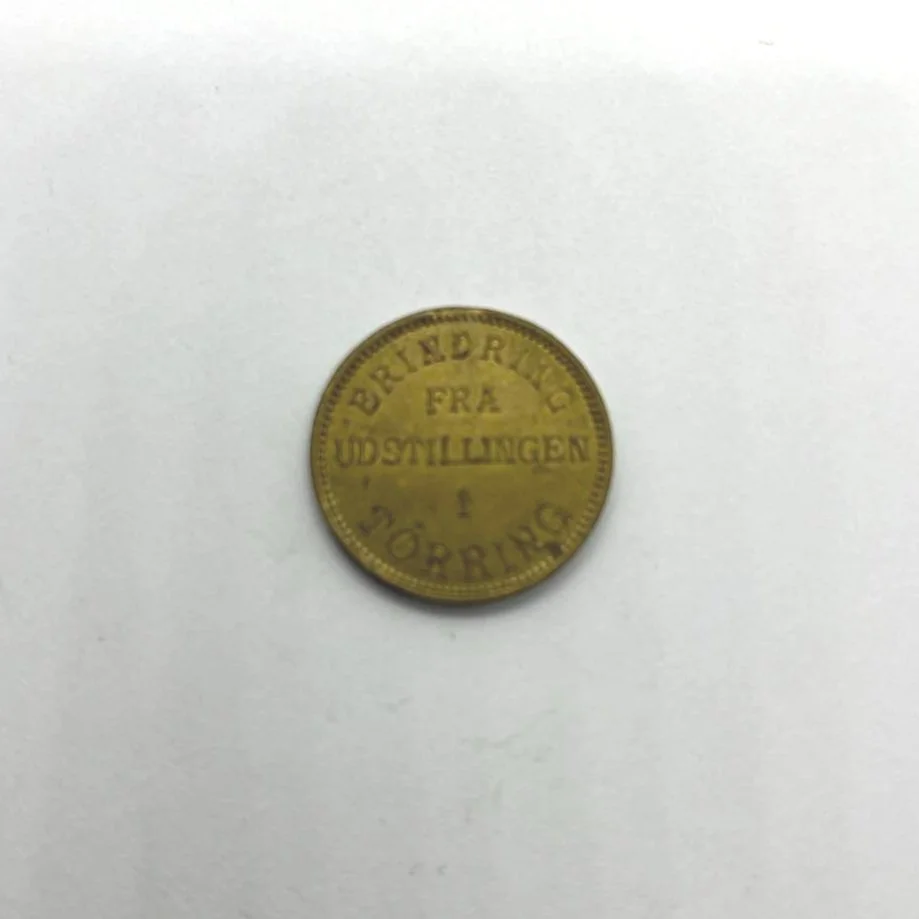 ERINDRING
FRA
UDSTILLINGEN
I
TÖRRING